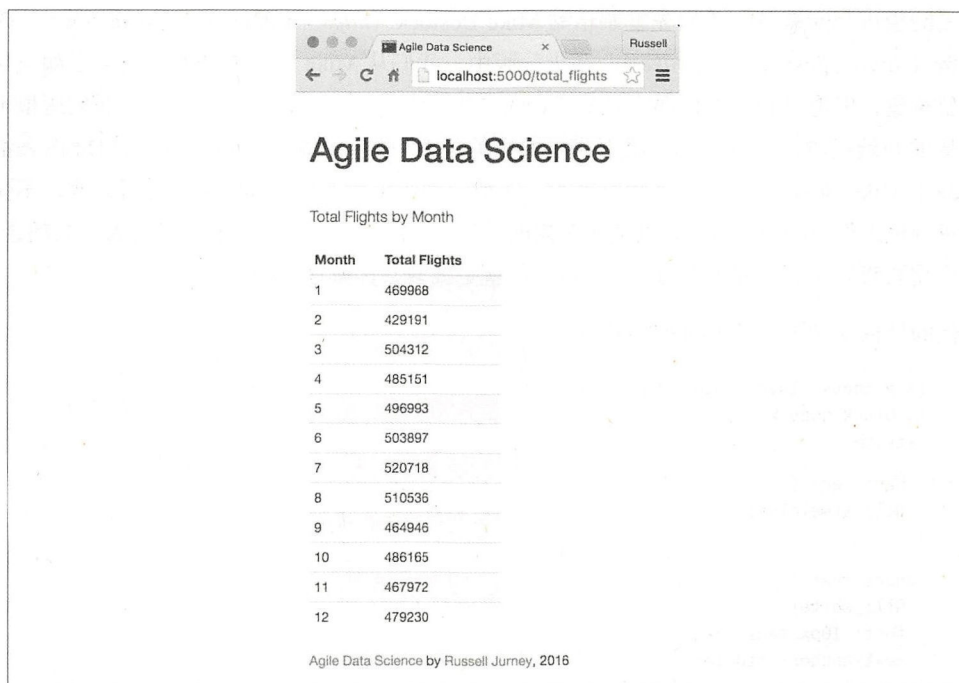 Agile Data Science
Russell
localhost:5000/total_flights
Agile Data Science
Total Flights by Month
Month Total Flights
1 469968
2 429191
3 504312
4 485151
5 496993
6 503897
7 520718
8 510536
9 464946
10 486165
11 467972
12 479230
Agile Data Science by Russell Jurney, 2016